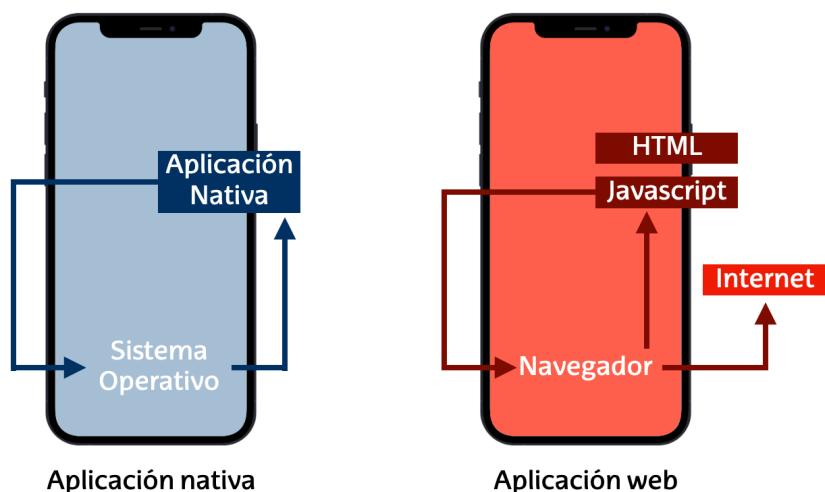 Aplicación
Nativa
Sistema
Operativo
Aplicación nativa
HTML
Javascript
Internet
Navegador
Aplicación web